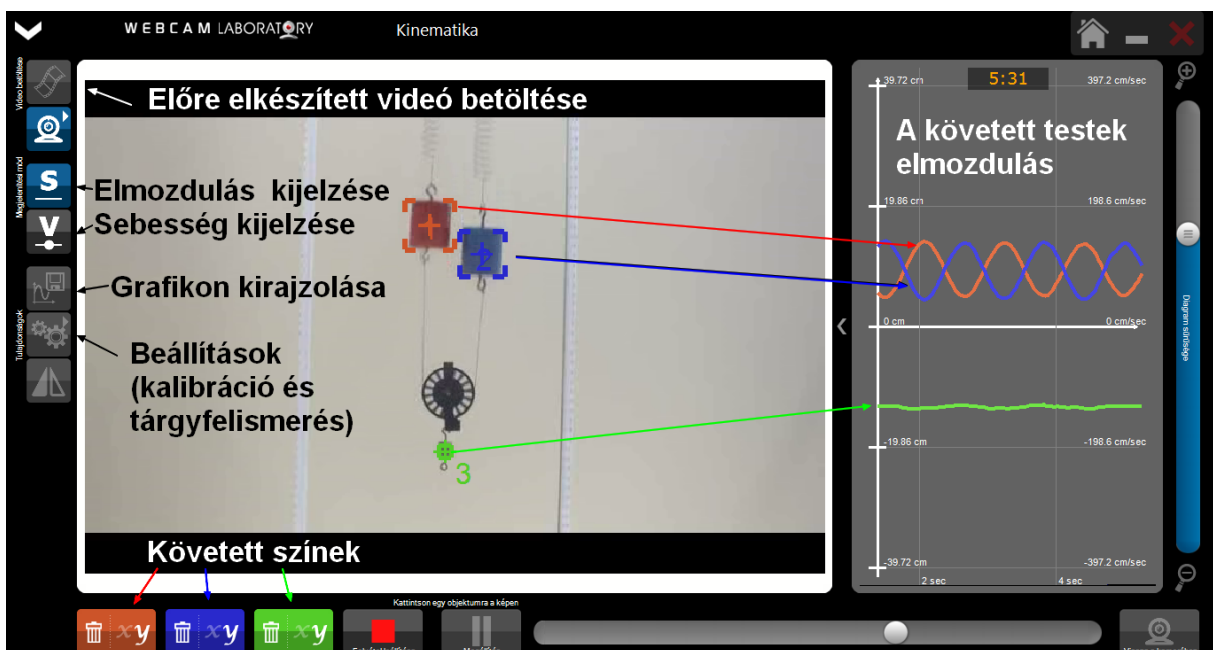 WEBCAM LABORATORY
Kinematika
Videó betöltése
Megjelenítési mód
Tulajdonságok
S
V
Előre elkészített videó betöltése
Elmozdulás kijelzése
Sebesség kijelzése
Grafikon kirajzolása
Beállítások
(kalibráció és
tárgyfelismerés)
2
3
Követett színek
5:31
39.72 cm
397.2 cm/sec
A követett testek
elmozdulás
19.86 cm
198.6 cm/sec
0 cm
0 cm/sec
-19.86 cm
-198.6 cm/sec
-39.72 cm
-397.2 cm/sec
2 sec
4 sec
Diagram sűrűsége
Kattintson egy objektumra a képen
xy
xy
xy